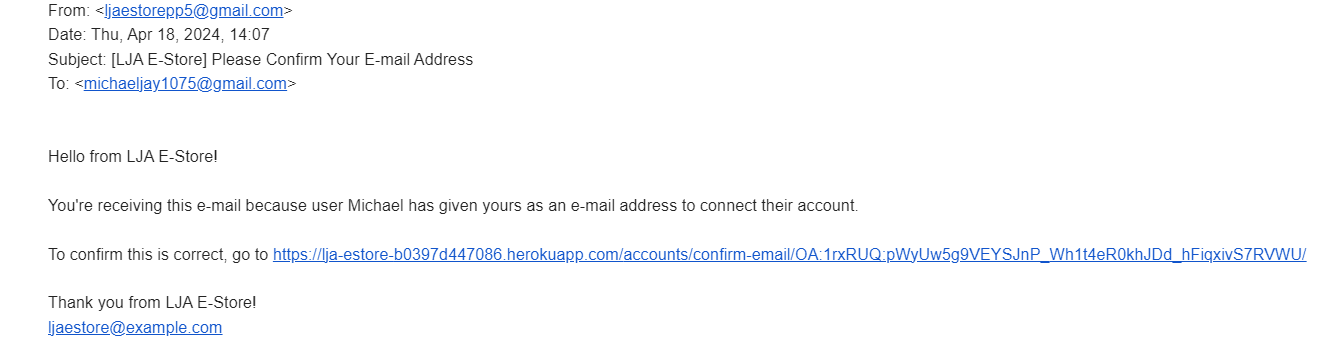 From: <ljaestorepp5@gmail.com>
Date: Thu, Apr 18, 2024, 14:07
Subject: [LJA E-Store] Please Confirm Your E-mail Address
To: <michaeljay1075@gmail.com>
Hello from LJA E-Store!
You're receiving this e-mail because user Michael has given yours as an e-mail address to connect their account.
To confirm this is correct, go to https://lja-estore-b0397d447086.herokuapp.com/accounts/confirm-email/OA:1rxRUQ:pWyUw5g9VEYSJnP_Wh1t4eR0khJDd_hFiqxivS7RVWU/
Thank you from LJA E-Store!
ljaestore@example.com